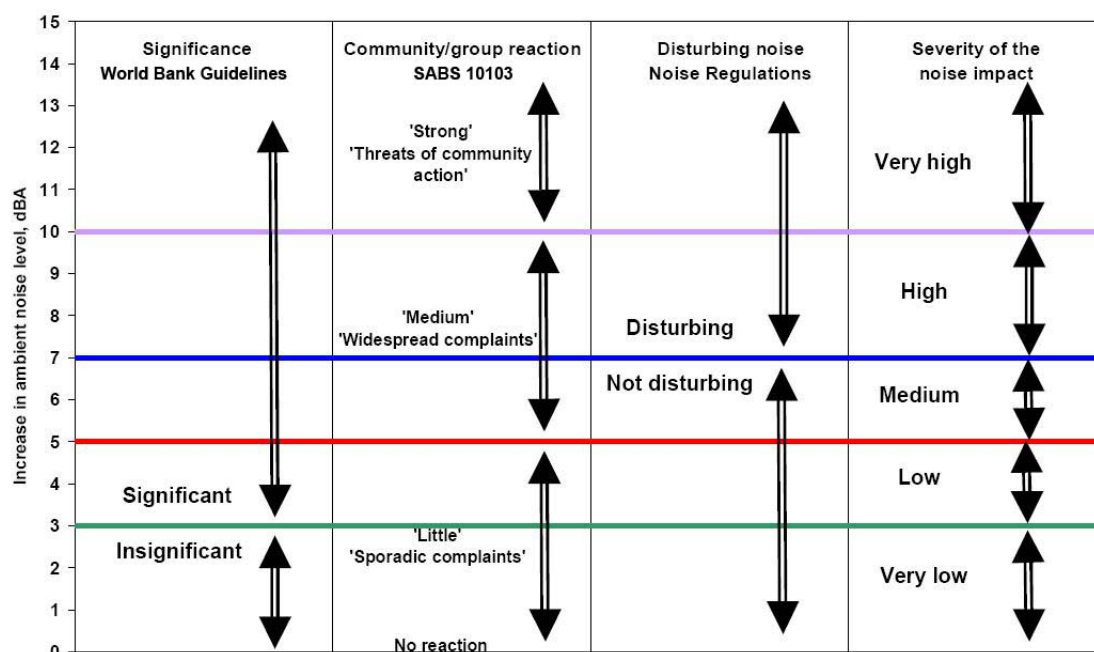 Increase in ambient noise level, dBA
15
14
13
12
11
10
9
8
7
6
5
4
3
2
1
0
Significance
World Bank Guidelines
Significant
Insignificant
Community/group reaction
SABS 10103
'Strong'
'Threats of community
action'
'Medium'
'Widespread complaints'
'Little'
'Sporadic complaints'
No reaction
Disturbing noise
Noise Regulations
Disturbing
Not disturbing
Severity of the
noise impact
Very high
High
Medium
Low
Very low